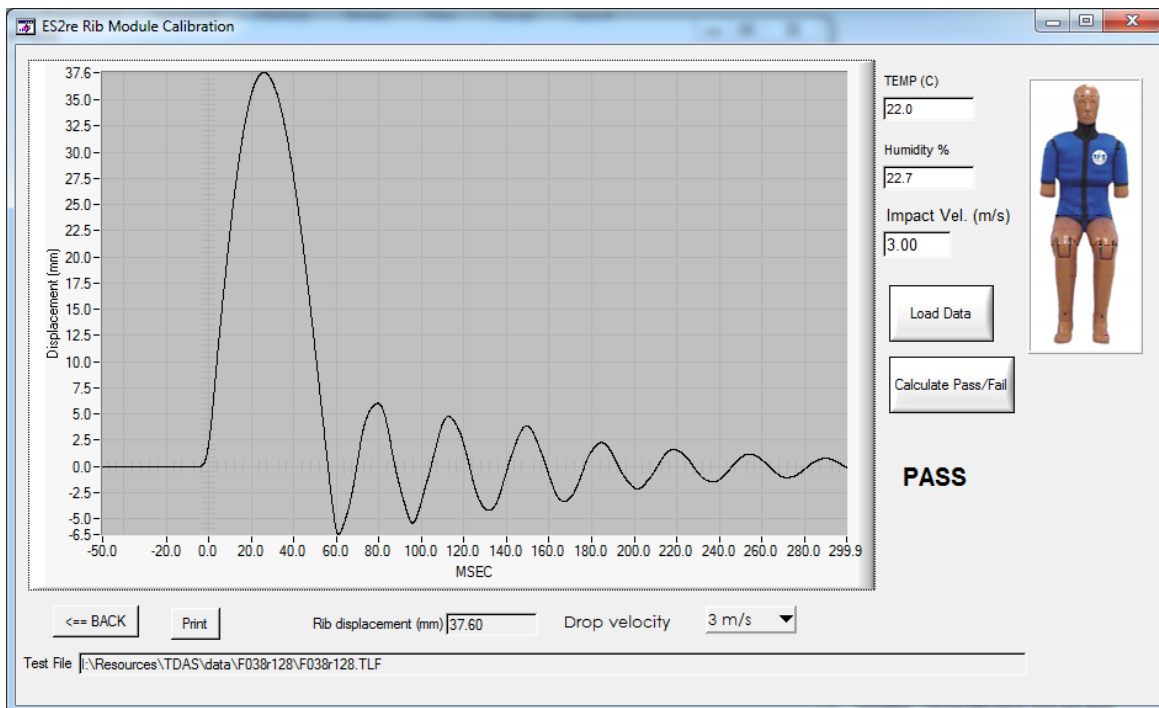 ES2re Rib Module Calibration
37.6
35.0
32.5
30.0
27.5
25.0
22.5
20.0
17.5
15.0
12.5
10.0
7.5
5.0
2.5
0.0
-2.5
-5.0
-6.5
Displacement (mm)
-50.0 -20.0 0.0 20.0 40.0 60.0 80.0 100.0 120.0 140.0 160.0 180.0 200.0 220.0 240.0 260.0 280.0 299.9
MSEC
TEMP (C)
22.0
Humidity %
22.7
Impact Vel. (m/s)
3.00
Load Data
Calculate Pass/Fail
PASS
<== BACK Print Rib displacement (mm) 37.60 Drop velocity 3 m/s
Test File I:\Resources\TDAS\data\F038r128\F038r128.TLF